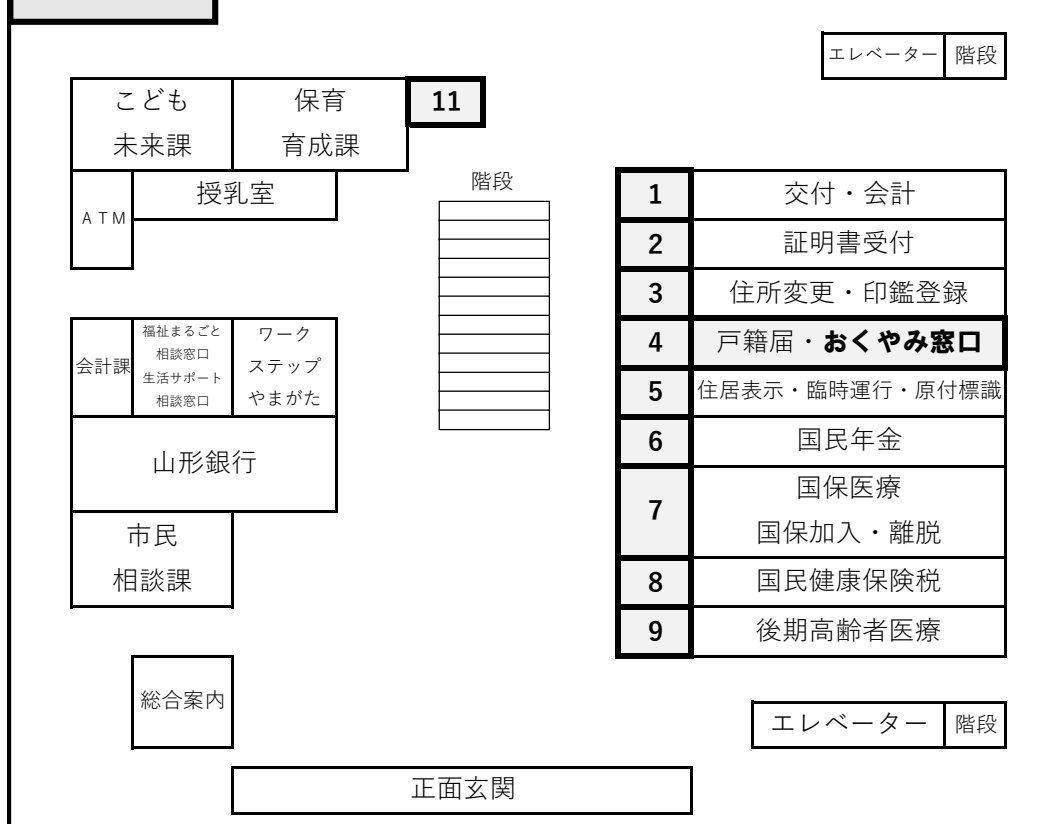 エレベーター 階段
こども 保育 11
未来課 育成課
授乳室
ATM
階段
1 交付・会計
2 証明書受付
3 住所変更・印鑑登録
4 戸籍届・おくやみ窓口
5 住居表示・臨時運行・原付標識
6 国民年金
7 国保医療
国保加入・離脱
8 国民健康保険税
9 後期高齢者医療
会計課
福祉まるごと
相談窓口
生活サポート
相談窓口
ワーク
ステップ
やまがた
山形銀行
市民
相談課
総合案内
エレベーター 階段
正面玄関